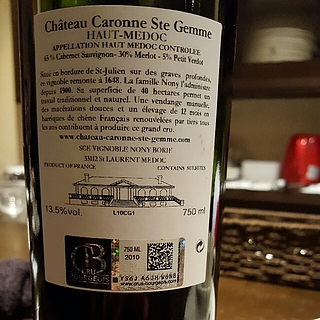 Château Caronne Ste Gemme
HAUT-MEDOC
APPELLATION HAUT MEDOC CONTROLEE
65 % Cabernet Sauvignon- 30% Merlot - 5% Petit Verdot
Situé en bordure de St-Julien sur des graves profondes,
ce vignoble remonte à 1648. La famille Nony l'administre
depuis 1900. Sa superficie de 40 hectares permet un
travail traditionnel et naturel. Une vendange manuelle,
des macérations douces et un élevage de 12 mois en
barriques de chêne Français renouvelées par tiers tous
les ans contribuent à produire ce grand cru.
www.chateau-caronne-ste-gemme.com
SCE VIGNOBLE NONY BORIE
33112 St LAURENT MEDOC
PRODUCT OF FRANCE CONTAINS SULFITES
13.5%vol. L10CG1 750 ml
CB
CRU
BOURGEOIS
750 ML
2010
www.crus-bourgeois.com